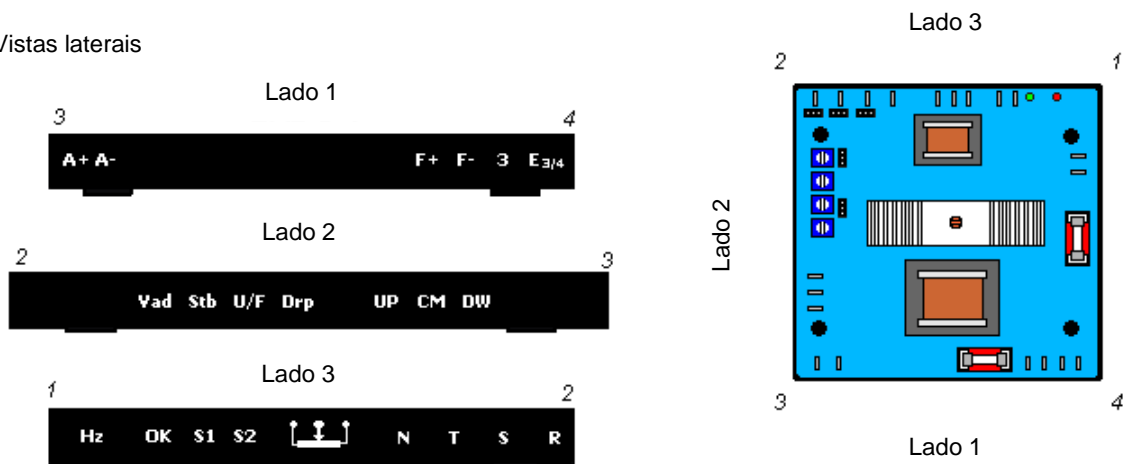 Vistas laterais
Lado 1
3 4
A+ A- F+ F- 3 E3/4
Lado 2
2 3
Vad Stb U/F Drp UP CM DW
Lado 3
1 2
Hz OK S1 S2 N T S R
Lado 3
2 1
Lado 2
3 4
Lado 1